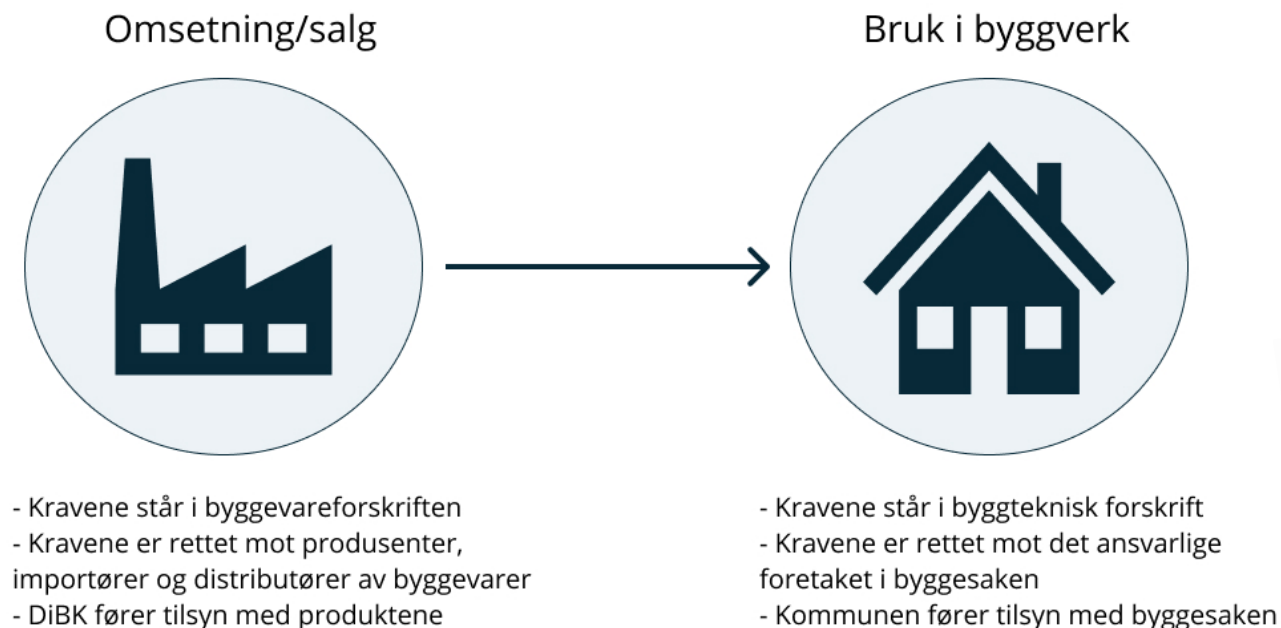 Omsetning/salg
Bruk i byggverk
- Kravene står i byggevareforskriften
- Kravene er rettet mot produsenter,
importører og distributører av byggevarer
- DiBK fører tilsyn med produktene
- Kravene står i byggteknisk forskrift
- Kravene er rettet mot det ansvarlige
foretaket i byggesaken
- Kommunen fører tilsyn med byggesaken